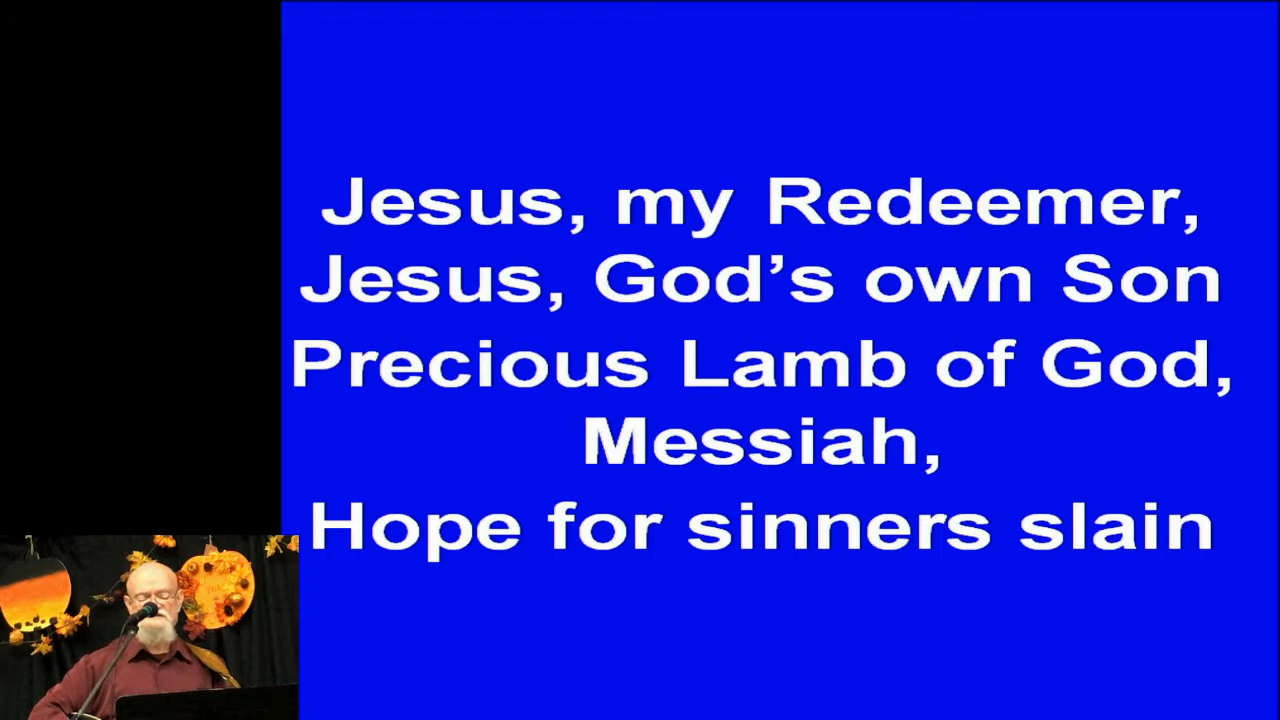 Jesus, my Redeemer,
Jesus, God’s own Son
Precious Lamb of God,
Messiah,
Hope for sinners slain